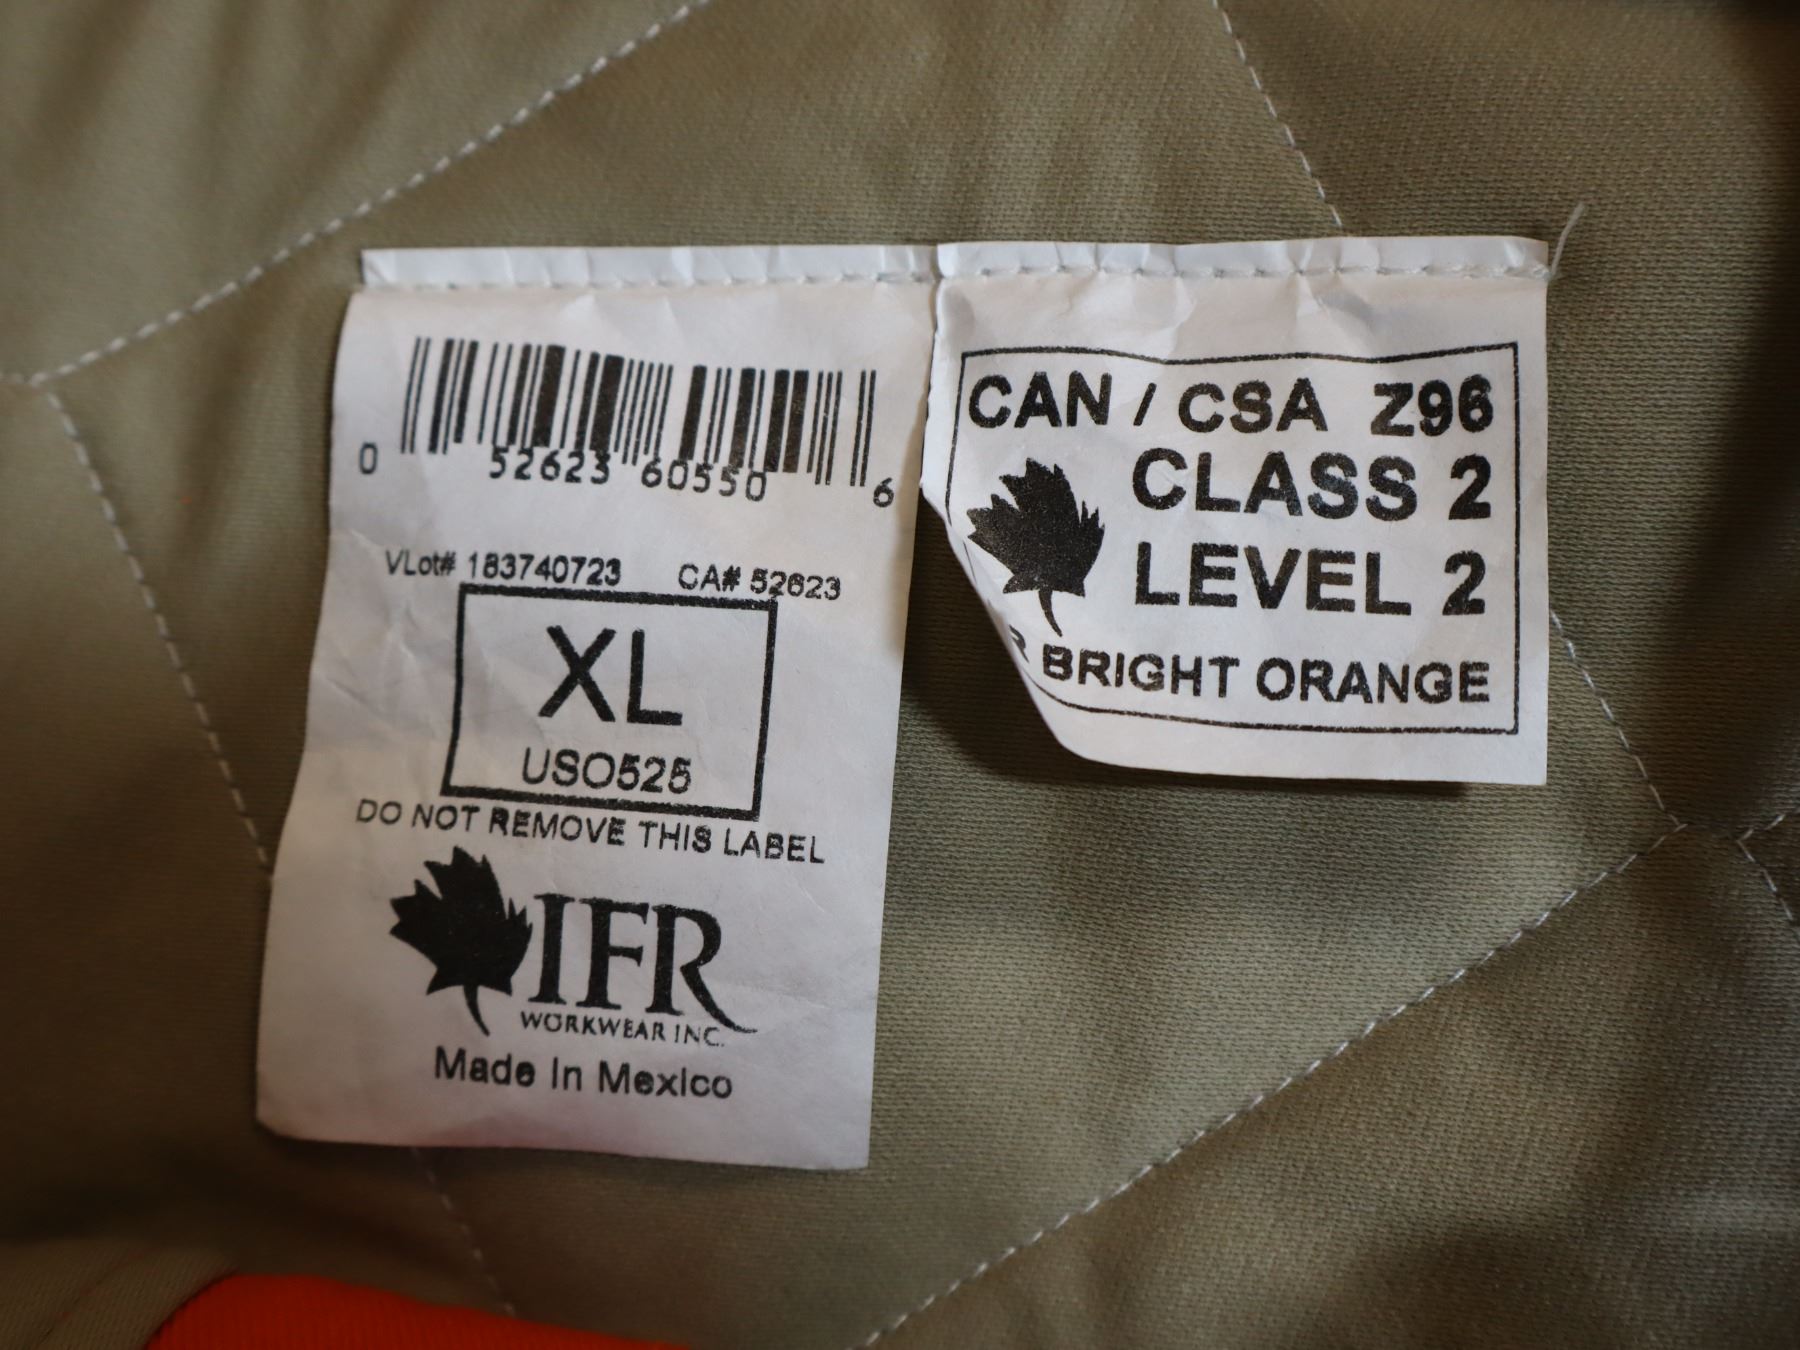 0 52623 60550 6
VLot# 183740723 CA# 52623
XL
USO525
DO NOT REMOVE THIS LABEL
IFR
WORKWEAR INC.
Made In Mexico
CAN / CSA Z96
CLASS 2
LEVEL 2
BRIGHT ORANGE